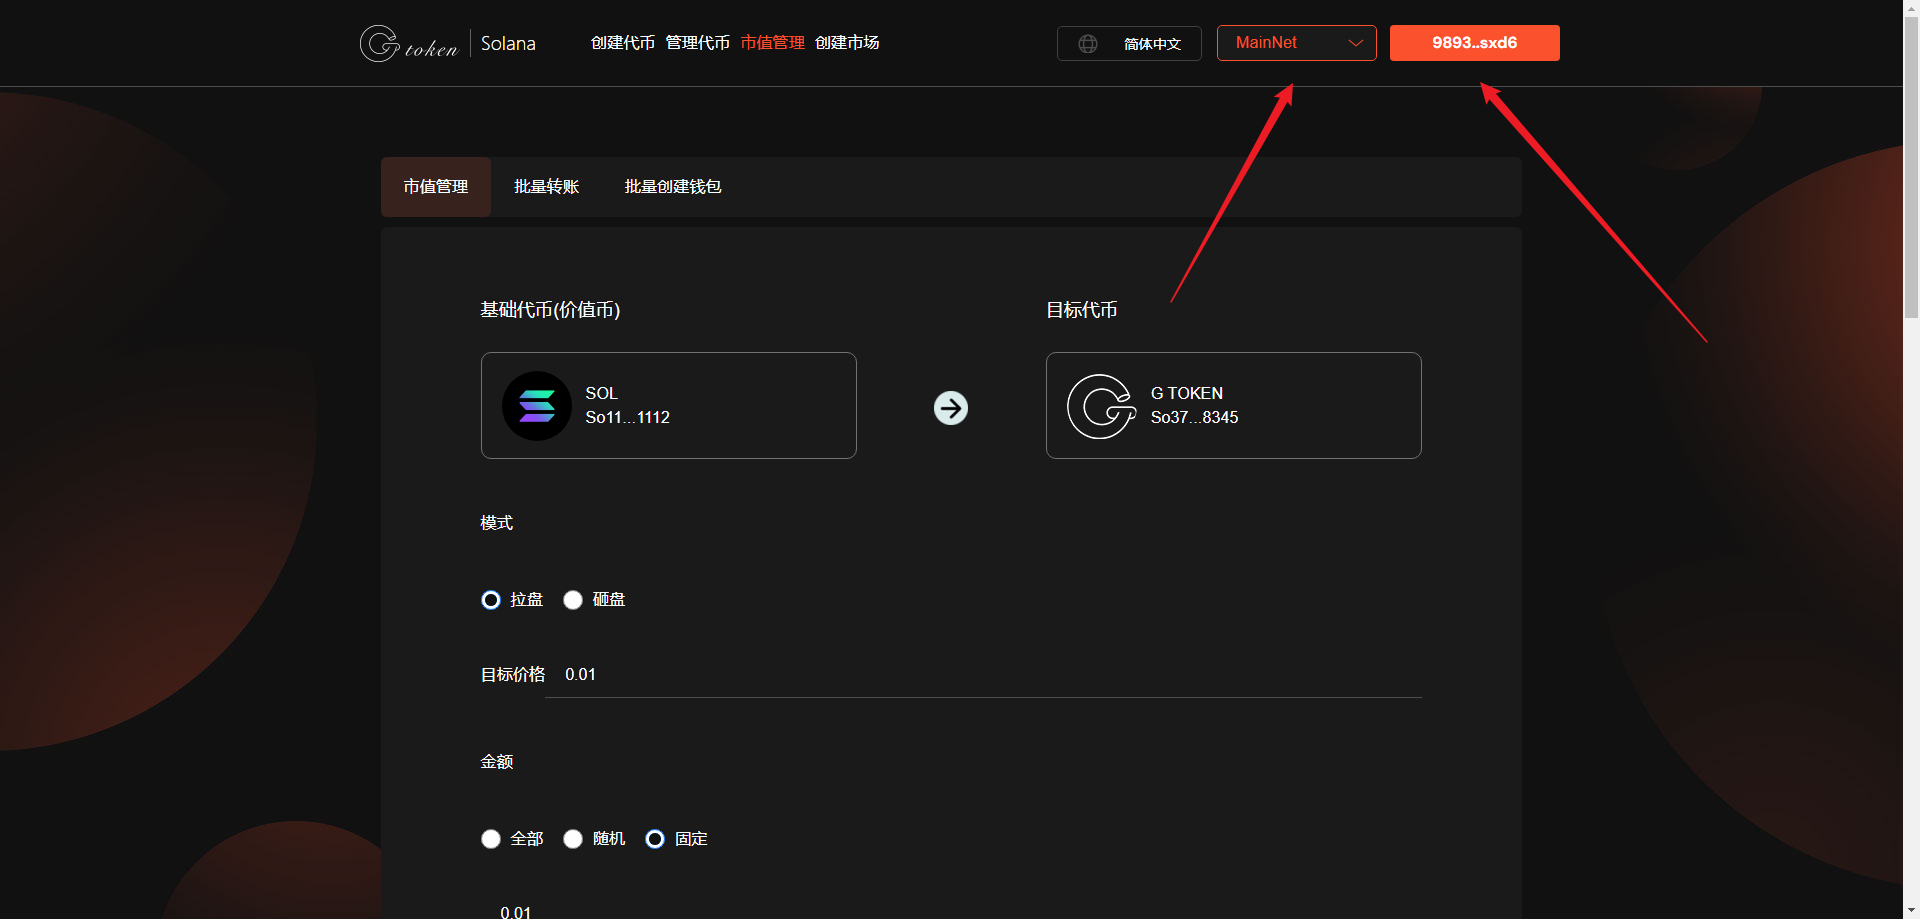 G token Solana 创建代币 管理代币 市值管理 创建市场 简体中文 MainNet 9893..sxd6
市值管理 批量转账 批量创建钱包
基础代币(价值币) 目标代币
SOL G TOKEN
So11...1112 So37...8345
模式
拉盘 砸盘
目标价格 0.01
金额
全部 随机 固定
0.01